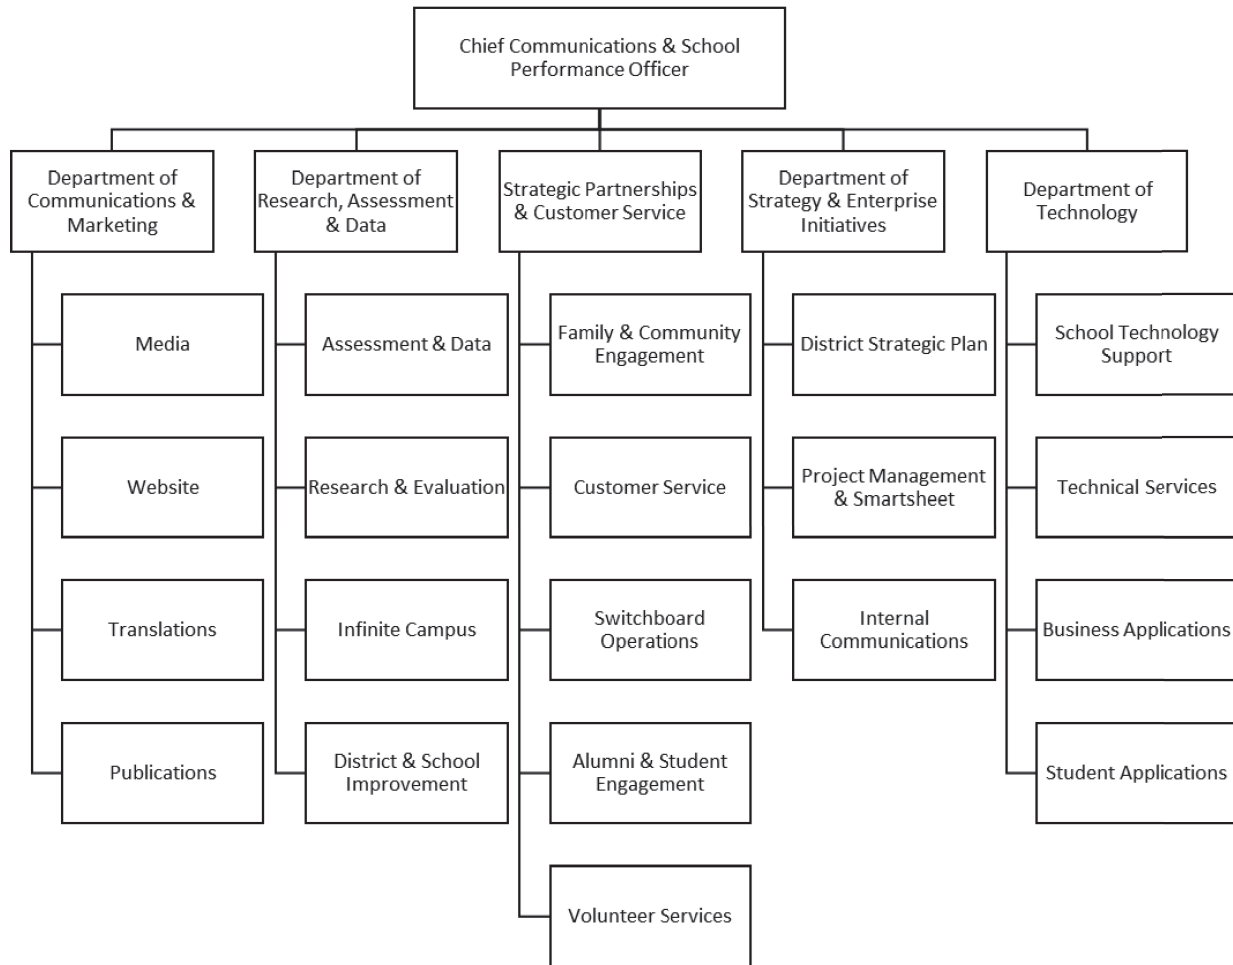 Chief Communications & School
Performance Officer
Department of
Communications &
Marketing
Department of
Research, Assessment
& Data
Strategic Partnerships
& Customer Service
Department of
Strategy & Enterprise
Initiatives
Department of
Technology
Media
Assessment & Data
Family & Community
Engagement
District Strategic Plan
School Technology
Support
Website
Research & Evaluation
Customer Service
Project Management
& Smartsheet
Technical Services
Translations
Infinite Campus
Switchboard
Operations
Internal
Communications
Business Applications
Publications
District & School
Improvement
Alumni & Student
Engagement
Student Applications
Volunteer Services